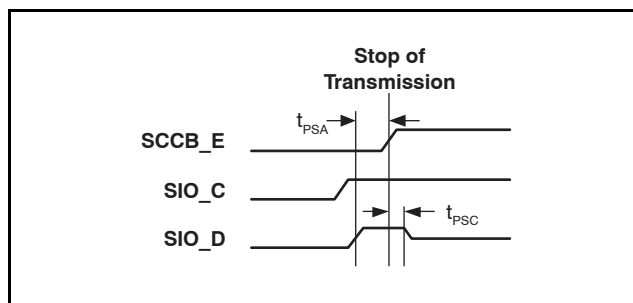 Stop of
Transmission
tPSA
SCCB_E
SIO_C
tPSC
SIO_D